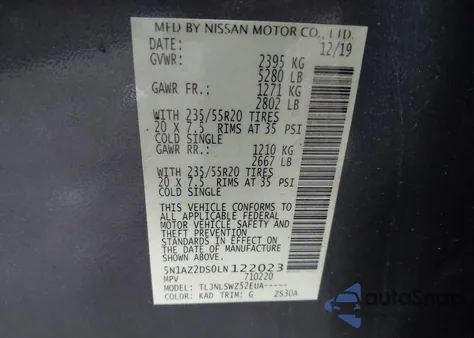 MFD BY NISSAN MOTOR CO., LTD.
DATE: 12/19
GVWR: 2395 KG
5280 LB
GAWR FR: 1271 KG
2802 LB
WITH 235/55R20 TIRES
20 X 7.5 RIMS AT 35 PSI
COLD SINGLE
GAWR RR: 1210 KG
2667 LB
WITH 235/55R20 TIRES
20 X 7.5 RIMS AT 35 PSI
COLD SINGLE
THIS VEHICLE CONFORMS TO
ALL APPLICABLE FEDERAL
MOTOR VEHICLE SAFETY AND
THEFT PREVENTION
STANDARDS IN EFFECT ON THE
DATE OF MANUFACTURE
SHOWN ABOVE.
5N1AZ2DS0LN122023
MPV 710220
MODEL: TLJNLSWZ52EUA-----
COLOR: KAD TRIM: G 2S30A
autoSnap